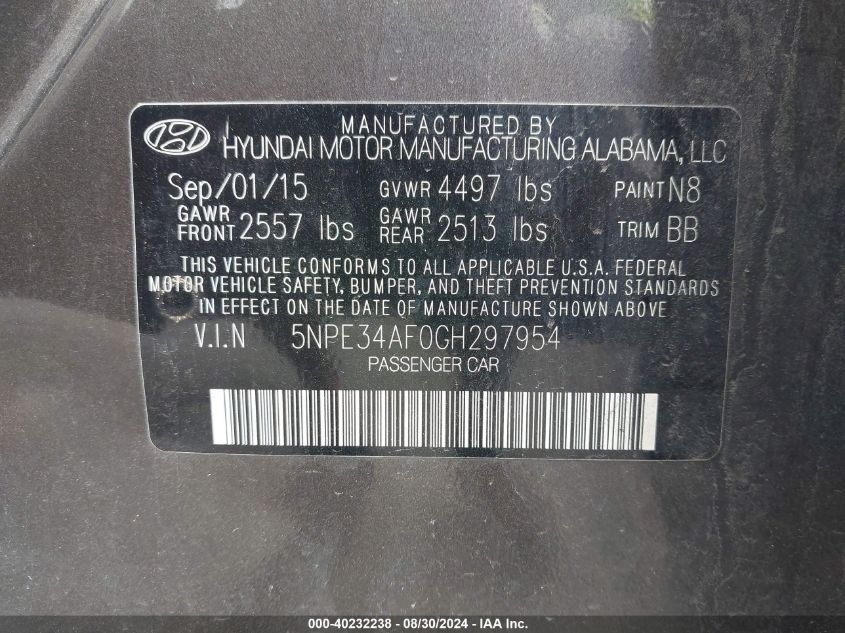 MANUFACTURED BY
HYUNDAI MOTOR MANUFACTURING ALABAMA, LLC
Sep/01/15 GVWR 4497 lbs PAINT N8
GAWR FRONT 2557 lbs GAWR REAR 2513 lbs TRIM BB
THIS VEHICLE CONFORMS TO ALL APPLICABLE U.S.A. FEDERAL
MOTOR VEHICLE SAFETY, BUMPER, AND THEFT PREVENTION STANDARDS
IN EFFECT ON THE DATE OF MANUFACTURE SHOWN ABOVE
V.I.N 5NPE34AF0GH297954
PASSENGER CAR
000-40232238 - 08/30/2024 - IAA Inc.